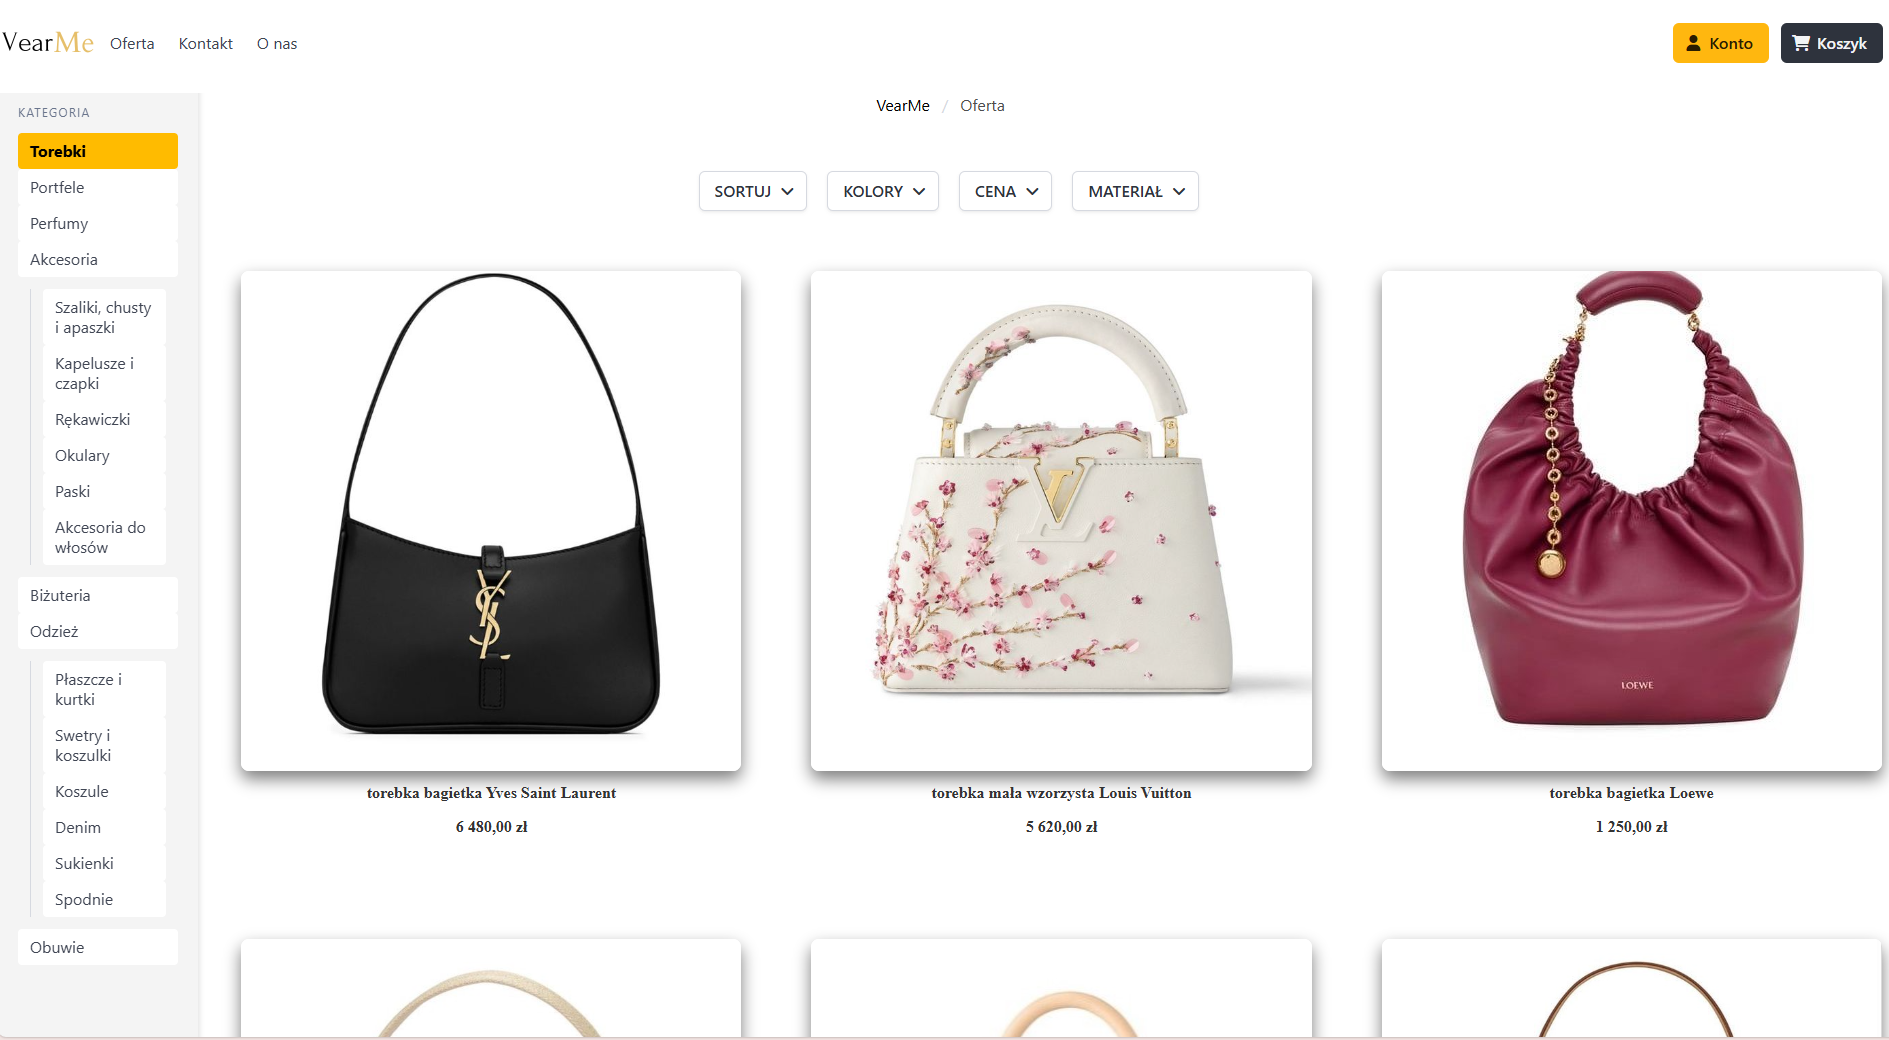 VearMe Oferta Kontakt O nas Konto Koszyk
VearMe / Oferta
KATEGORIA
Torebki
Portfele
Perfumy
Akcesoria
Szaliki, chusty
i apaszki
Kapelusze i
czapki
Rękawiczki
Okulary
Paski
Akcesoria do
włosów
Biżuteria
Odzież
Płaszcze i
kurtki
Swetry i
koszulki
Koszule
Denim
Sukienki
Spodnie
Obuwie
SORTUJ KOLORY CENA MATERIAŁ
YSL
LV
LOEWE
torebka bagietka Yves Saint Laurent
6 480,00 zł
torebka mała wzorzysta Louis Vuitton
5 620,00 zł
torebka bagietka Loewe
1 250,00 zł